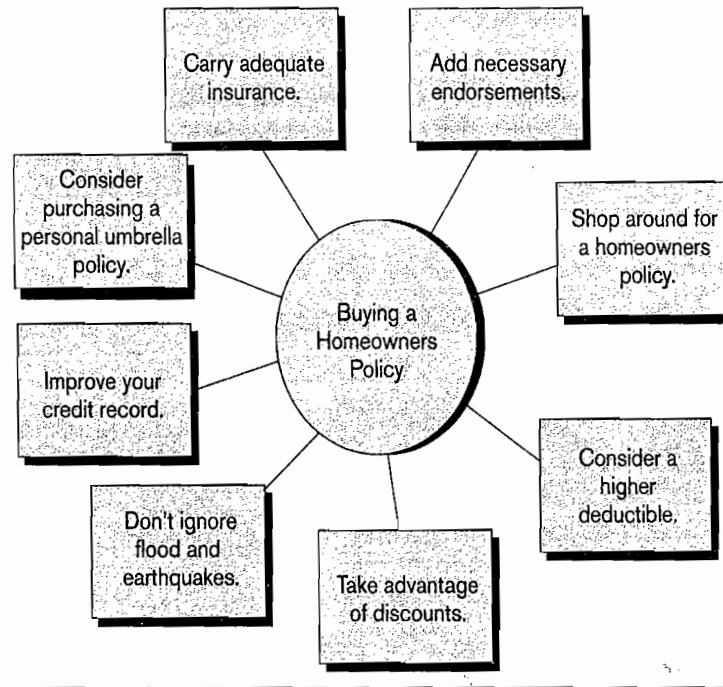 Carry adequate
insurance.
Add necessary
endorsements.
Consider
purchasing a
personal umbrella
policy.
Shop around for
a homeowners
policy.
Buying a
Homeowners
Policy
Improve your
credit record.
Consider a
higher
deductible.
Don't ignore
flood and
earthquakes.
Take advantage
of discounts.